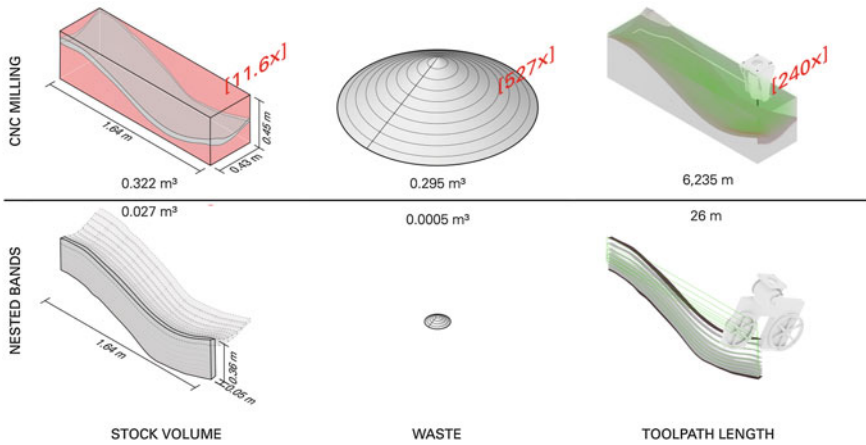 CNC MILLING
[11.6x]
1.64 m
0.43 m
0.45 m
0.322 m³
[527x]
0.295 m³
[240x]
6,235 m
NESTED BANDS
0.027 m³
1.64 m
0.36 m
0.05 m
0.0005 m³
26 m
STOCK VOLUME
WASTE
TOOLPATH LENGTH